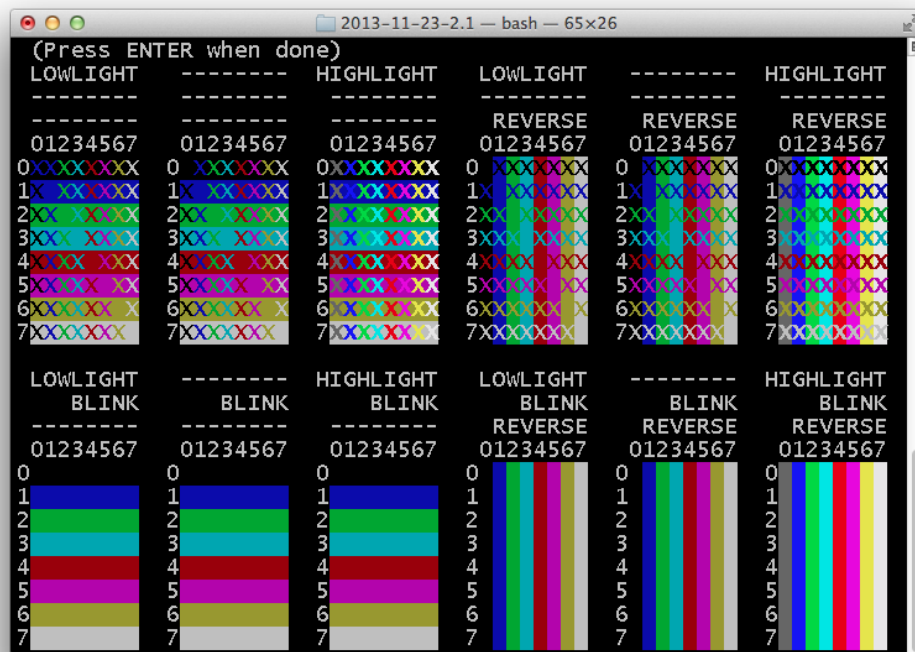 2013-11-23-2.1 — bash — 65×26
(Press ENTER when done)
LOWLIGHT -------- HIGHLIGHT LOWLIGHT -------- HIGHLIGHT
-------- -------- -------- -------- -------- --------
-------- -------- -------- REVERSE REVERSE REVERSE
01234567 01234567 01234567 01234567 01234567 01234567
0 XXXXXXX 0 XXXXXXX 0XXXXXXXX 0 XXXXXXX 0 XXXXXXX 0XXXXXXXX
1X XXXXXX 1X XXXXXX 1XXXXXXXX 1X XXXXXX 1X XXXXXX 1XXXXXXXX
2XX XXXXX 2XX XXXXX 2XXXXXXXX 2XX XXXXX 2XX XXXXX 2XXXXXXXX
3XXX XXXX 3XXX XXXX 3XXXXXXXX 3XXX XXXX 3XXX XXXX 3XXXXXXXX
4XXXX XXX 4XXXX XXX 4XXXXXXXX 4XXXX XXX 4XXXX XXX 4XXXXXXXX
5XXXXX XX 5XXXXX XX 5XXXXXXXX 5XXXXX XX 5XXXXX XX 5XXXXXXXX
6XXXXXX X 6XXXXXX X 6XXXXXXXX 6XXXXXX X 6XXXXXX X 6XXXXXXXX
7XXXXXXX 7XXXXXXX 7XXXXXXXX 7XXXXXXX 7XXXXXXX 7XXXXXXXX
LOWLIGHT -------- HIGHLIGHT LOWLIGHT -------- HIGHLIGHT
BLINK BLINK BLINK BLINK BLINK BLINK
-------- -------- -------- REVERSE REVERSE REVERSE
01234567 01234567 01234567 01234567 01234567 01234567
0 0 0 0 0 0
1 1 1 1 1 1
2 2 2 2 2 2
3 3 3 3 3 3
4 4 4 4 4 4
5 5 5 5 5 5
6 6 6 6 6 6
7 7 7 7 7 7